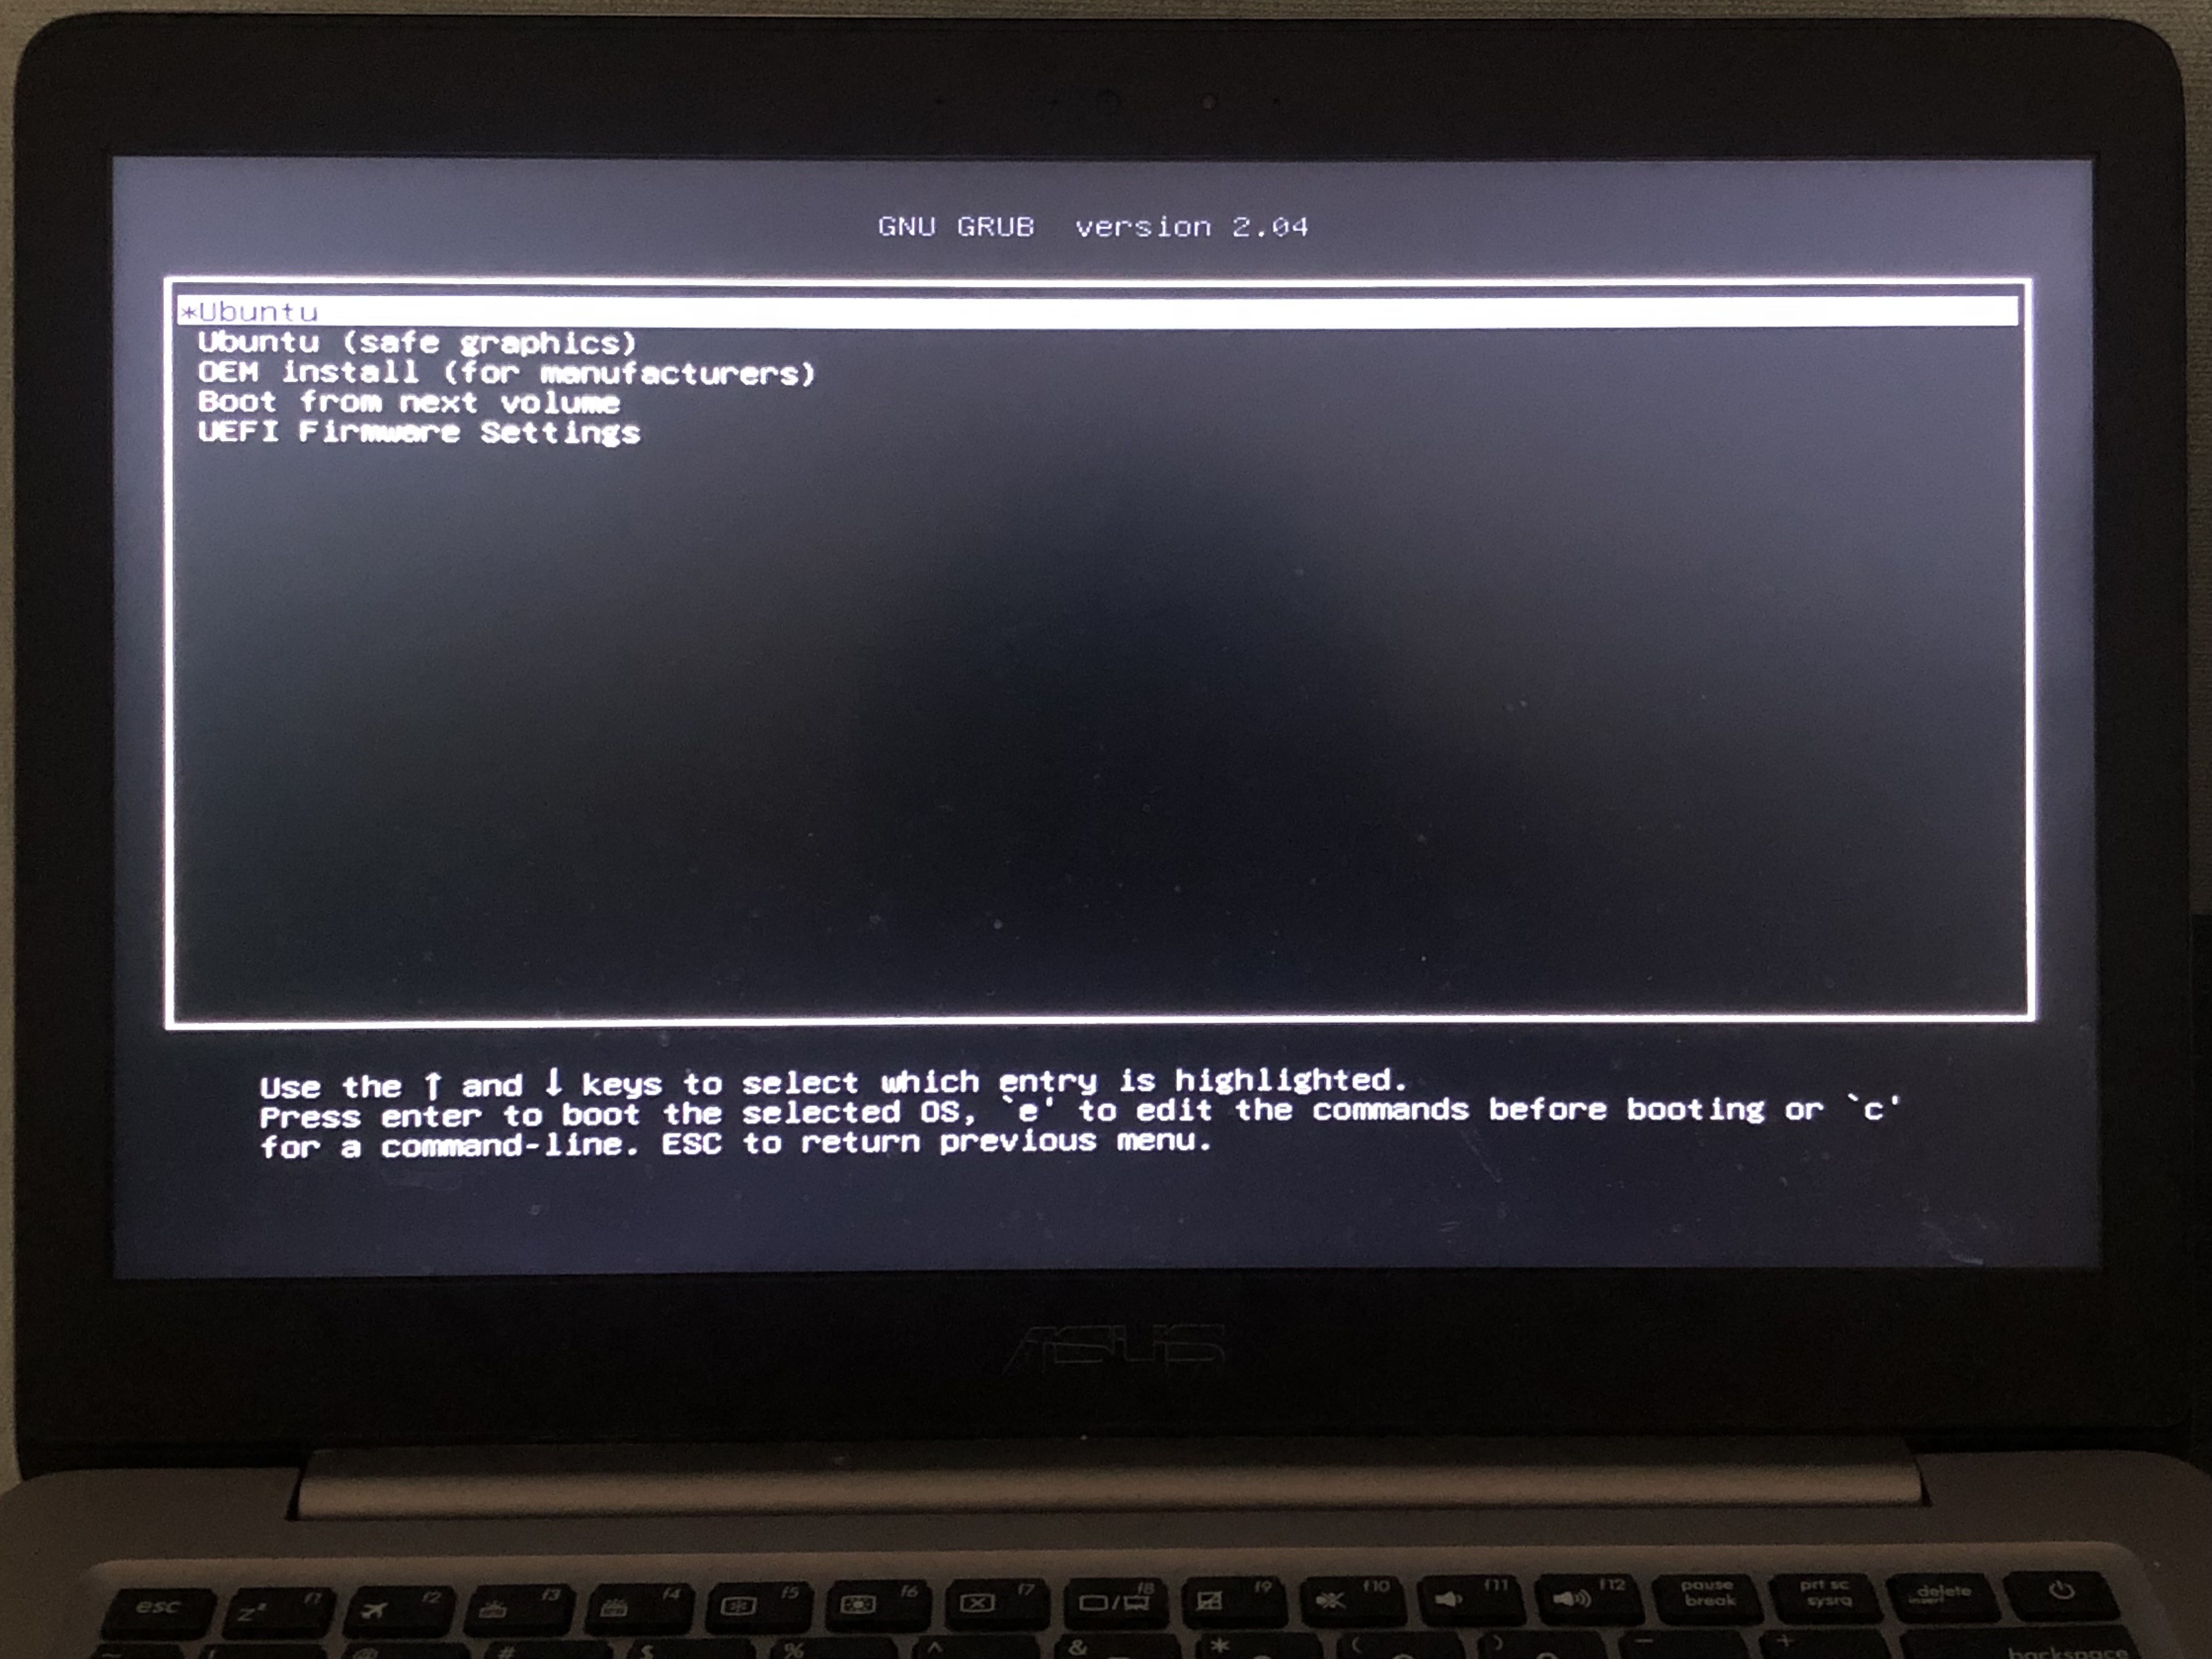 GNU GRUB  version 2.04
*Ubuntu
Ubuntu (safe graphics)
OEM install (for manufacturers)
Boot from next volume
UEFI Firmware Settings
Use the ↑ and ↓ keys to select which entry is highlighted.
Press enter to boot the selected OS, `e' to edit the commands before booting or `c'
for a command-line. ESC to return previous menu.
ASUS
esc
f1
f2
f3
f4
f5
f6
f7
f8
f9
f10
f11
f12
pause
break
prt sc
sysrq
delete
insert
z
# $ % ^ & * ( ) - +
backspace